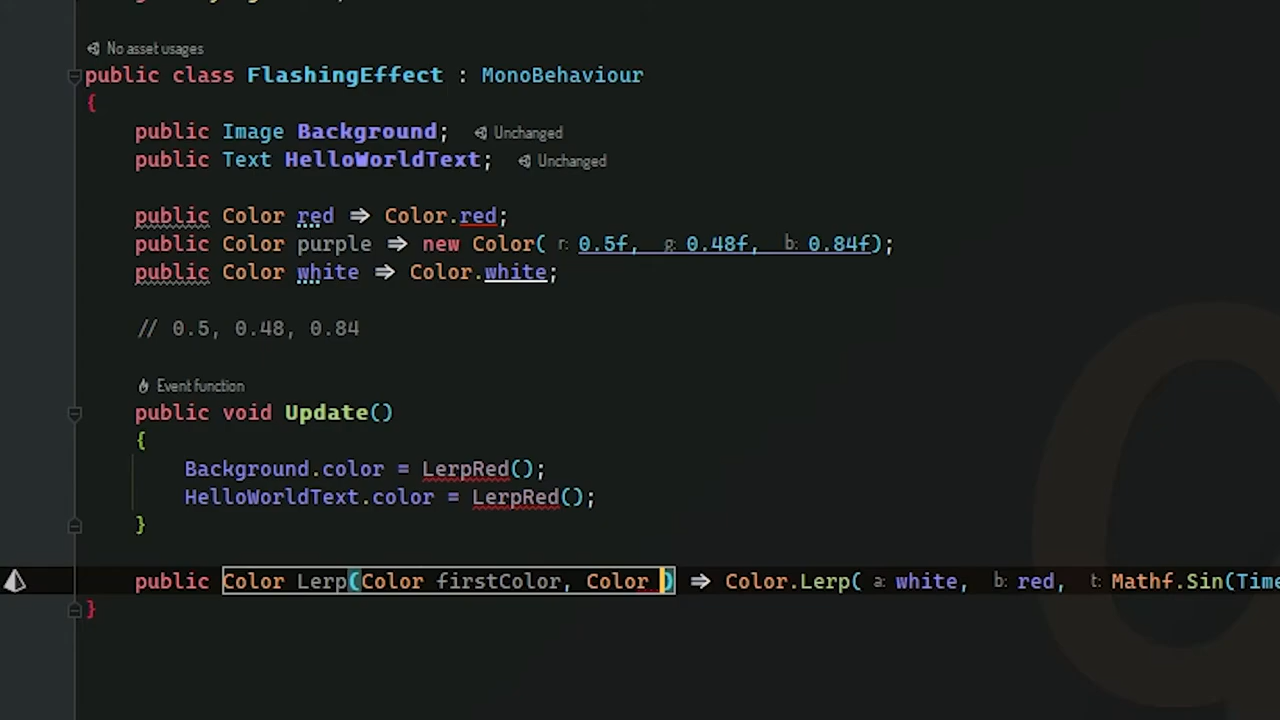 No asset usages
public class FlashingEffect : MonoBehaviour
{
public Image Background; Unchanged
public Text HelloWorldText; Unchanged
public Color red => Color.red;
public Color purple => new Color( r: 0.5f, g: 0.48f, b: 0.84f);
public Color white => Color.white;
// 0.5, 0.48, 0.84
Event function
public void Update()
{
Background.color = LerpRed();
HelloWorldText.color = LerpRed();
}
public Color Lerp(Color firstColor, Color ) => Color.Lerp( a: white, b: red, t: Mathf.Sin(Time
}